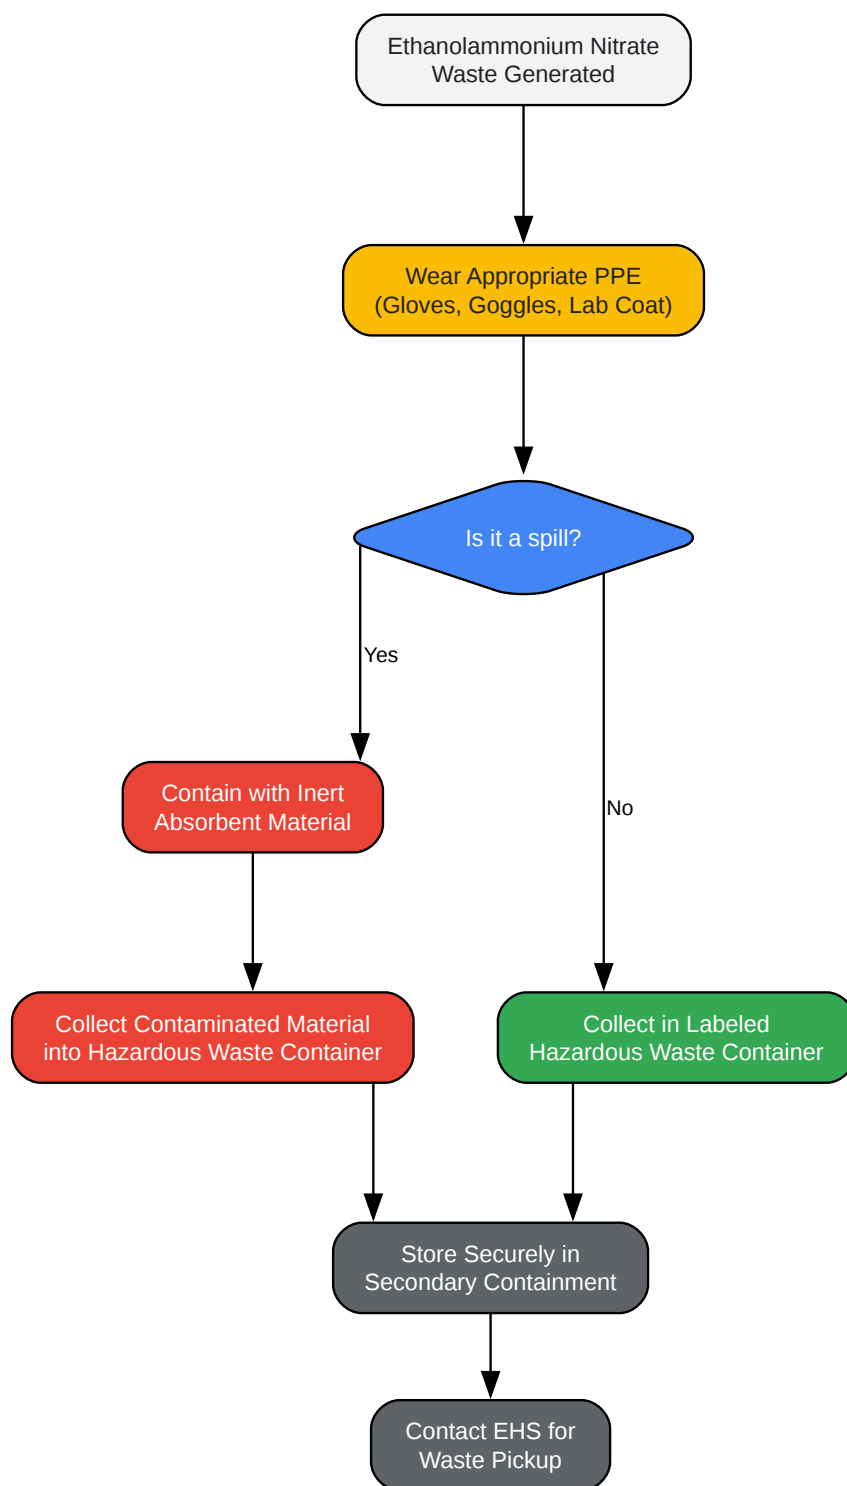 Ethanolammonium Nitrate
Waste Generated
Wear Appropriate PPE
(Gloves, Goggles, Lab Coat)
Is it a spill?
Yes
Contain with Inert
Absorbent Material
No
Collect Contaminated Material
into Hazardous Waste Container
Collect in Labeled
Hazardous Waste Container
Store Securely in
Secondary Containment
Contact EHS for
Waste Pickup